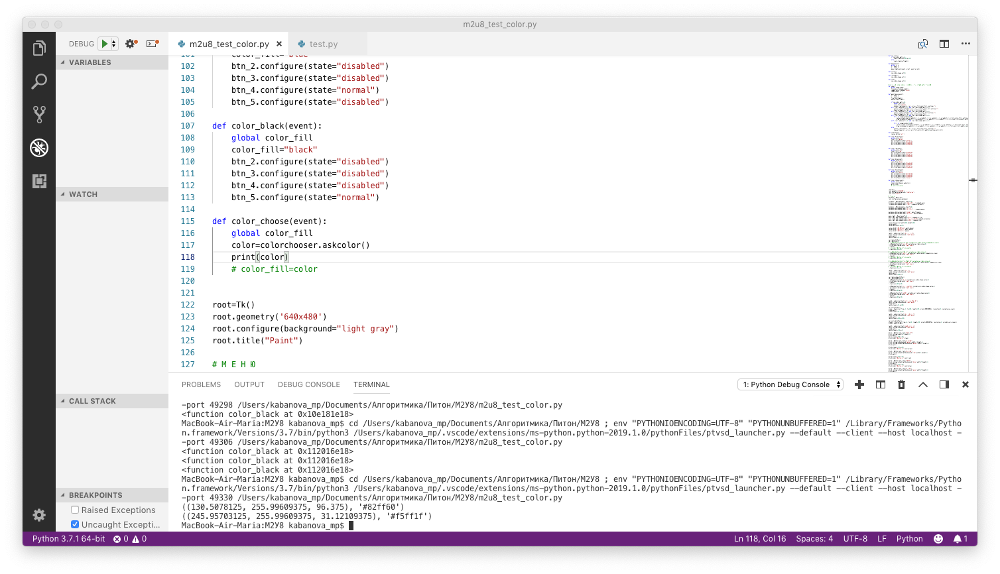 m2u8_test_color.py
DEBUG
m2u8_test_color.py
test.py
VARIABLES
WATCH
CALL STACK
BREAKPOINTS
Raised Exceptions
Uncaught Excepti...
101 color_fill="blue"
102 btn_2.configure(state="disabled")
103 btn_3.configure(state="disabled")
104 btn_4.configure(state="normal")
105 btn_5.configure(state="disabled")
106
107 def color_black(event):
108 global color_fill
109 color_fill="black"
110 btn_2.configure(state="disabled")
111 btn_3.configure(state="disabled")
112 btn_4.configure(state="disabled")
113 btn_5.configure(state="normal")
114
115 def color_choose(event):
116 global color_fill
117 color=colorchooser.askcolor()
118 print(color)
119 # color_fill=color
120
121
122 root=Tk()
123 root.geometry('640x480')
124 root.configure(background="light gray")
125 root.title("Paint")
126
127 # М Е Н Ю
PROBLEMS OUTPUT DEBUG CONSOLE TERMINAL
1: Python Debug Console
-port 49298 /Users/kabanova_mp/Documents/Алгоритмика/Питон/М2У8/m2u8_test_color.py
<function color_black at 0x10e181e18>
MacBook-Air-Maria:М2У8 kabanova_mp$ cd /Users/kabanova_mp/Documents/Алгоритмика/Питон/М2У8 ; env "PYTHONIOENCODING=UTF-8" "PYTHONUNBUFFERED=1" /Library/Frameworks/Pytho
n.framework/Versions/3.7/bin/python3 /Users/kabanova_mp/.vscode/extensions/ms-python.python-2019.1.0/pythonFiles/ptvsd_launcher.py --default --client --host localhost -
-port 49306 /Users/kabanova_mp/Documents/Алгоритмика/Питон/М2У8/m2u8_test_color.py
<function color_black at 0x112016e18>
<function color_black at 0x112016e18>
<function color_black at 0x112016e18>
MacBook-Air-Maria:М2У8 kabanova_mp$ cd /Users/kabanova_mp/Documents/Алгоритмика/Питон/М2У8 ; env "PYTHONIOENCODING=UTF-8" "PYTHONUNBUFFERED=1" /Library/Frameworks/Pytho
n.framework/Versions/3.7/bin/python3 /Users/kabanova_mp/.vscode/extensions/ms-python.python-2019.1.0/pythonFiles/ptvsd_launcher.py --default --client --host localhost -
-port 49330 /Users/kabanova_mp/Documents/Алгоритмика/Питон/М2У8/m2u8_test_color.py
((130.5078125, 255.99609375, 96.375), '#82ff60')
((245.95703125, 255.99609375, 31.12109375), '#f5ff1f')
MacBook-Air-Maria:М2У8 kabanova_mp$
Python 3.7.1 64-bit 0 0 Ln 118, Col 16 Spaces: 4 UTF-8 LF Python 1